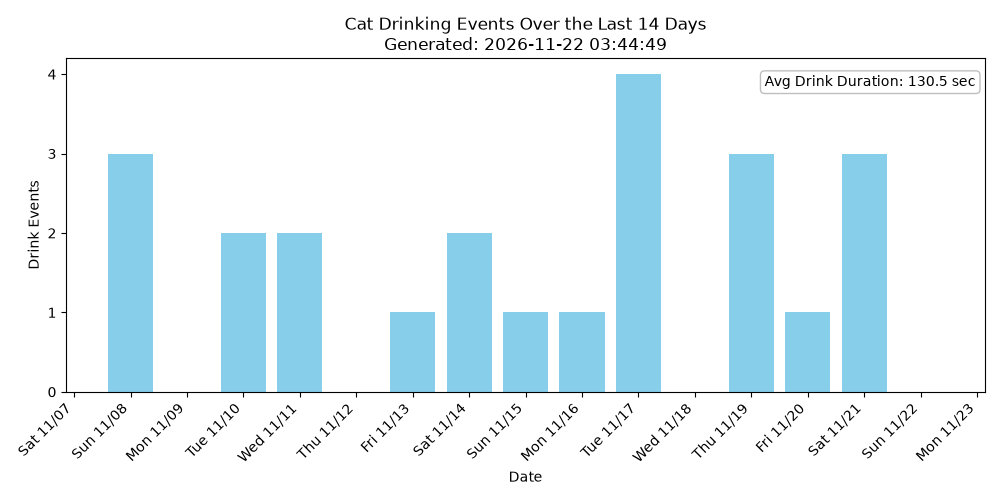 Cat Drinking Events Over the Last 14 Days
Generated: 2026-11-22 03:44:49
Avg Drink Duration: 130.5 sec
Drink Events
4
3
2
1
0
Sat 11/07
Sun 11/08
Mon 11/09
Tue 11/10
Wed 11/11
Thu 11/12
Fri 11/13
Sat 11/14
Sun 11/15
Mon 11/16
Tue 11/17
Wed 11/18
Thu 11/19
Fri 11/20
Sat 11/21
Sun 11/22
Mon 11/23
Date